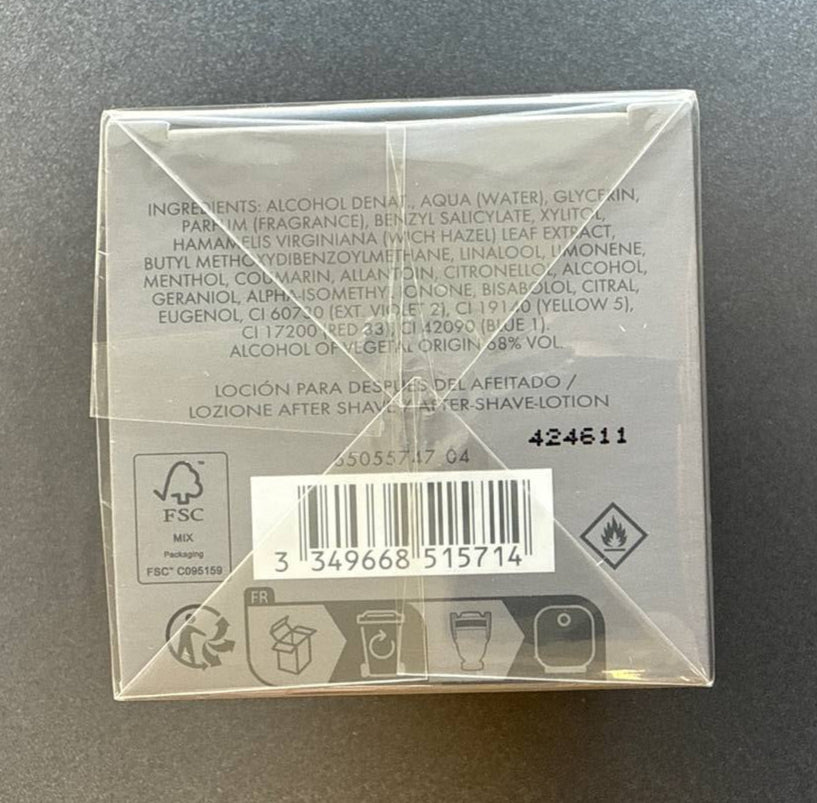 INGREDIENTS: ALCOHOL DENAT., AQUA (WATER), GLYCERIN,
PARFUM (FRAGRANCE), BENZYL SALICYLATE, XYLITOL,
HAMAMELIS VIRGINIANA (WICH HAZEL) LEAF EXTRACT,
BUTYL METHOXYDIBENZOYLMETHANE, LINALOOL, LIMONENE,
MENTHOL, COUMARIN, ALLANTOIN, CITRONELLOL, ALCOHOL,
GERANIOL, ALPHA-ISOMETHYL IONONE, BISABOLOL, CITRAL,
EUGENOL, CI 60730 (EXT. VIOLET 2), CI 19140 (YELLOW 5),
CI 17200 (RED 33), CI 42090 (BLUE 1).
ALCOHOL OF VEGETAL ORIGIN 68% VOL.
LOCIÓN PARA DESPUÉS DEL AFEITADO /
LOZIONE AFTER SHAVE / AFTER-SHAVE-LOTION
424611
65055747 04
FSC™
MIX
Packaging
FSC™ C095159
3 349668 515714
FR